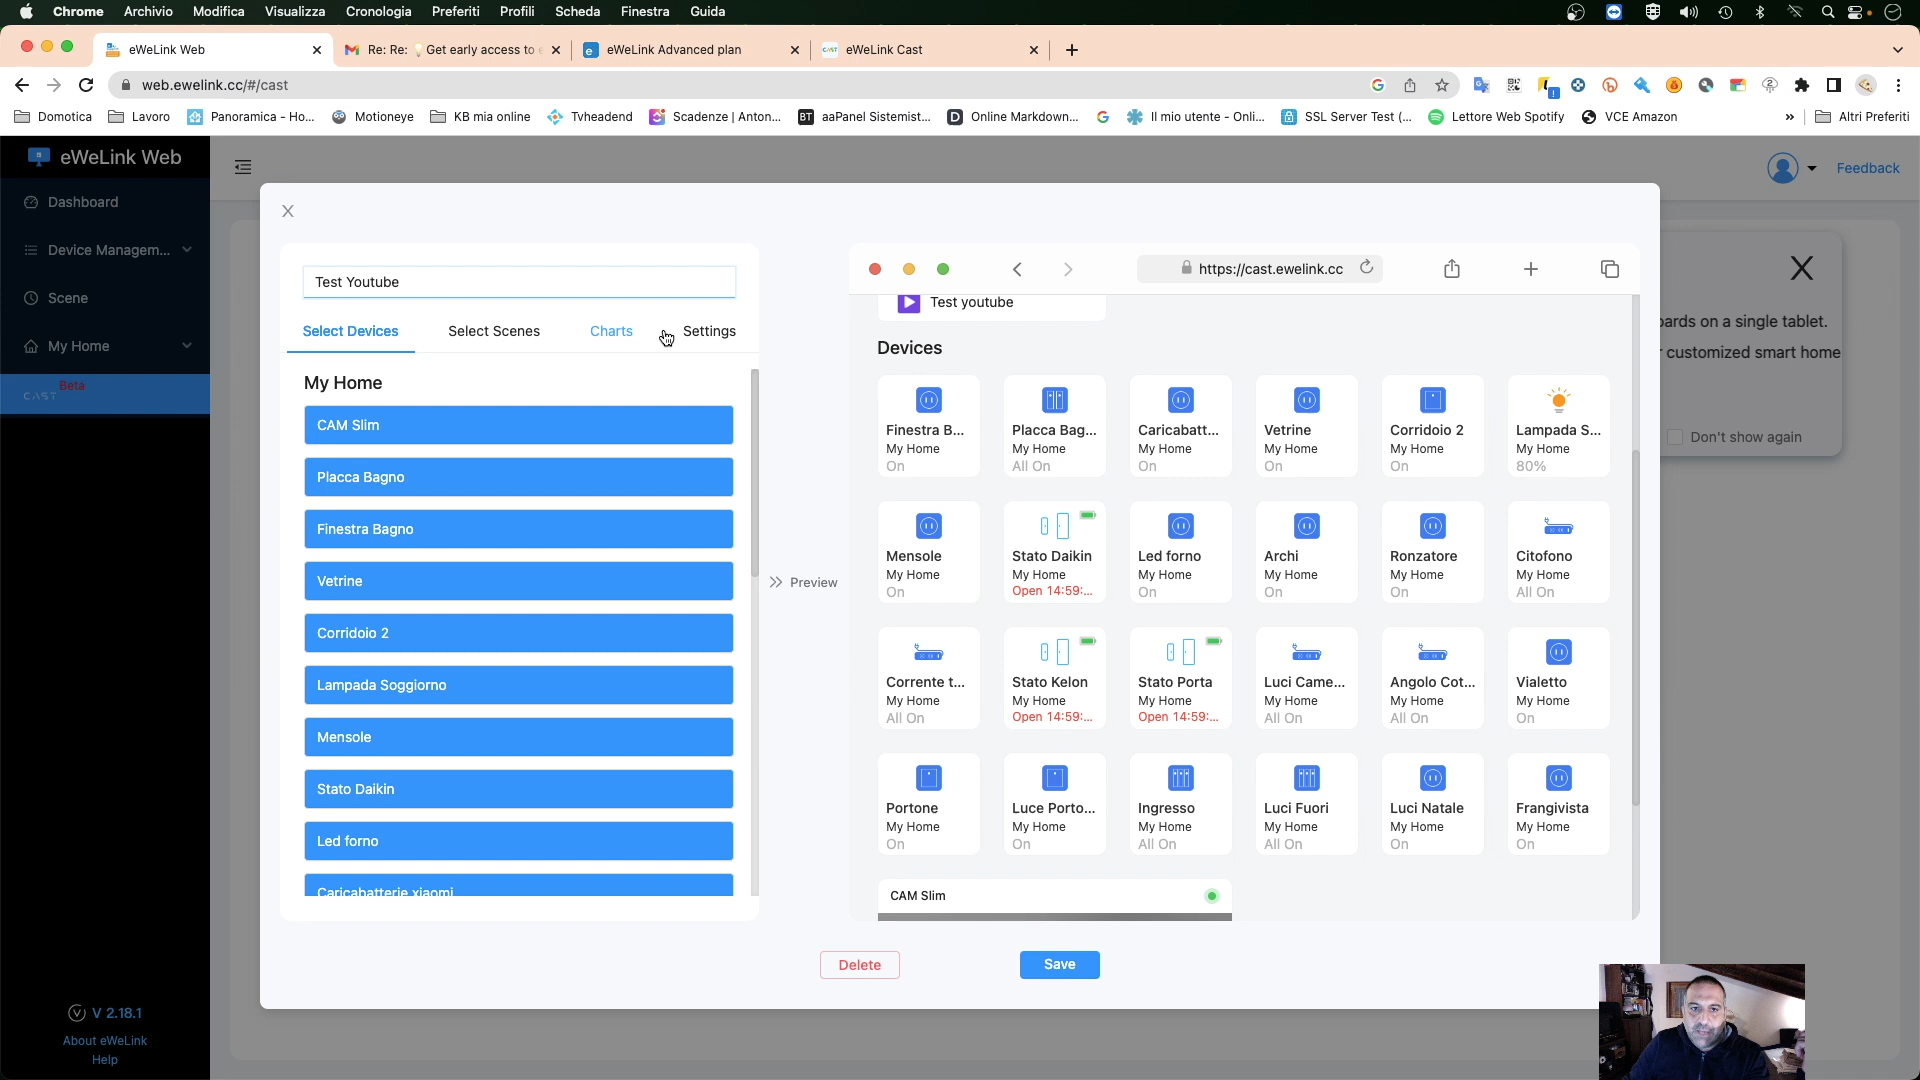 Chrome Archivio Modifica Visualizza Cronologia Preferiti Profili Scheda Finestra Guida
eWeLink Web
Re: Re: 💡Get early access to e
eWeLink Advanced plan
CAST eWeLink Cast
web.ewelink.cc/#/cast
Domotica Lavoro Panoramica - Ho... Motioneye KB mia online Tvheadend Scadenze | Anton... BT aaPanel Sistemist... Online Markdown... Il mio utente - Onli... SSL Server Test (... Lettore Web Spotify VCE Amazon » Altri Preferiti
eWeLink Web
Feedback
Dashboard
Device Managem...
Scene
My Home
CAST Beta
V 2.18.1
About eWeLink
Help
X
Test Youtube
Select Devices Select Scenes Charts Settings
My Home
CAM Slim
Placca Bagno
Finestra Bagno
Vetrine
Corridoio 2
Lampada Soggiorno
Mensole
Stato Daikin
Led forno
Caricabatterie xiaomi
>> Preview
https://cast.ewelink.cc
Test youtube
Devices
Finestra B... Placca Bag... Caricabatt... Vetrine Corridoio 2 Lampada S...
My Home My Home My Home My Home My Home My Home
On All On On On On 80%
Mensole Stato Daikin Led forno Archi Ronzatore Citofono
My Home My Home My Home My Home My Home My Home
On Open 14:59:... On On On All On
Corrente t... Stato Kelon Stato Porta Luci Came... Angolo Cot... Vialetto
My Home My Home My Home My Home My Home My Home
All On Open 14:59:... Open 14:59:... All On All On On
Portone Luce Porto... Ingresso Luci Fuori Luci Natale Frangivista
My Home My Home My Home My Home My Home My Home
On On All On All On On On
CAM Slim
Delete
Save
X
oards on a single tablet.
customized smart home
Don't show again